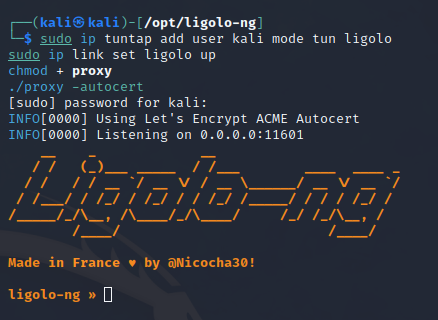 ┌──(kali㉿kali)-[/opt/ligolo-ng]
└─$ sudo ip tuntap add user kali mode tun ligolo
sudo ip link set ligolo up
chmod + proxy
./proxy -autocert
[sudo] password for kali:
INFO[0000] Using Let's Encrypt ACME Autocert
INFO[0000] Listening on 0.0.0.0:11601
Ligolo-ng
Made in France ♥ by @Nicocha30!
ligolo-ng »